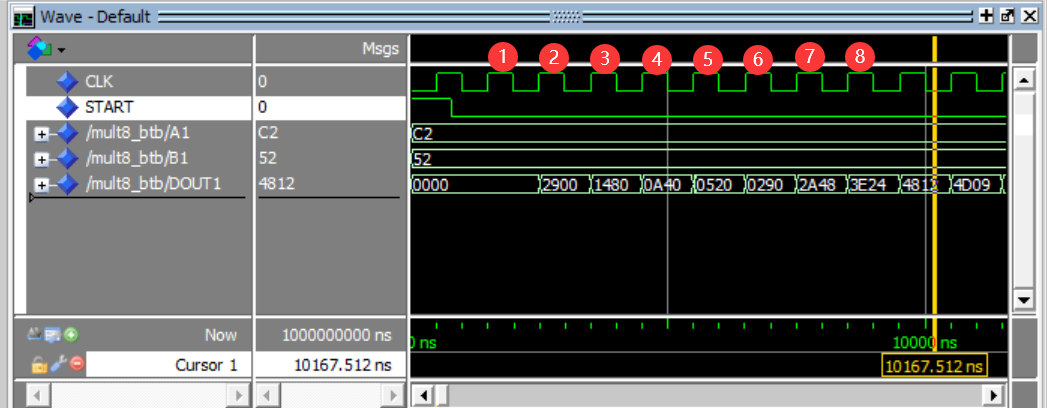 Wave - Default
Msgs
1 2 3 4 5 6 7 8
CLK 0
START 0
/mult8_btb/A1 C2 C2
/mult8_btb/B1 52 52
/mult8_btb/DOUT1 4812 0000 2900 1480 0A40 0520 0290 2A48 3E24 4812 4D09
Now 1000000000 ns 0 ns 10000 ns
Cursor 1 10167.512 ns 10167.512 ns